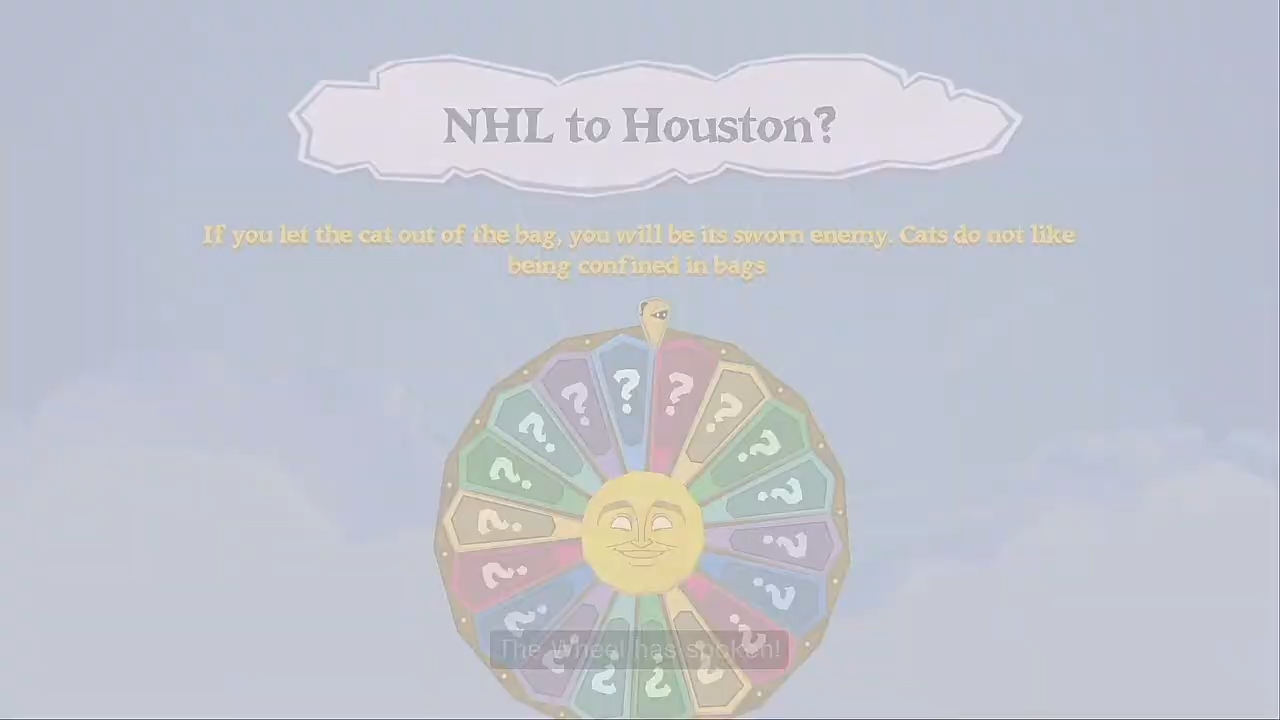 NHL to Houston?
If you let the cat out of the bag, you will be its sworn enemy. Cats do not like
being confined in bags
? ? ? ? ? ? ? ? ? ? ? ? ? ? ? ? ? ?
The Wheel has spoken!